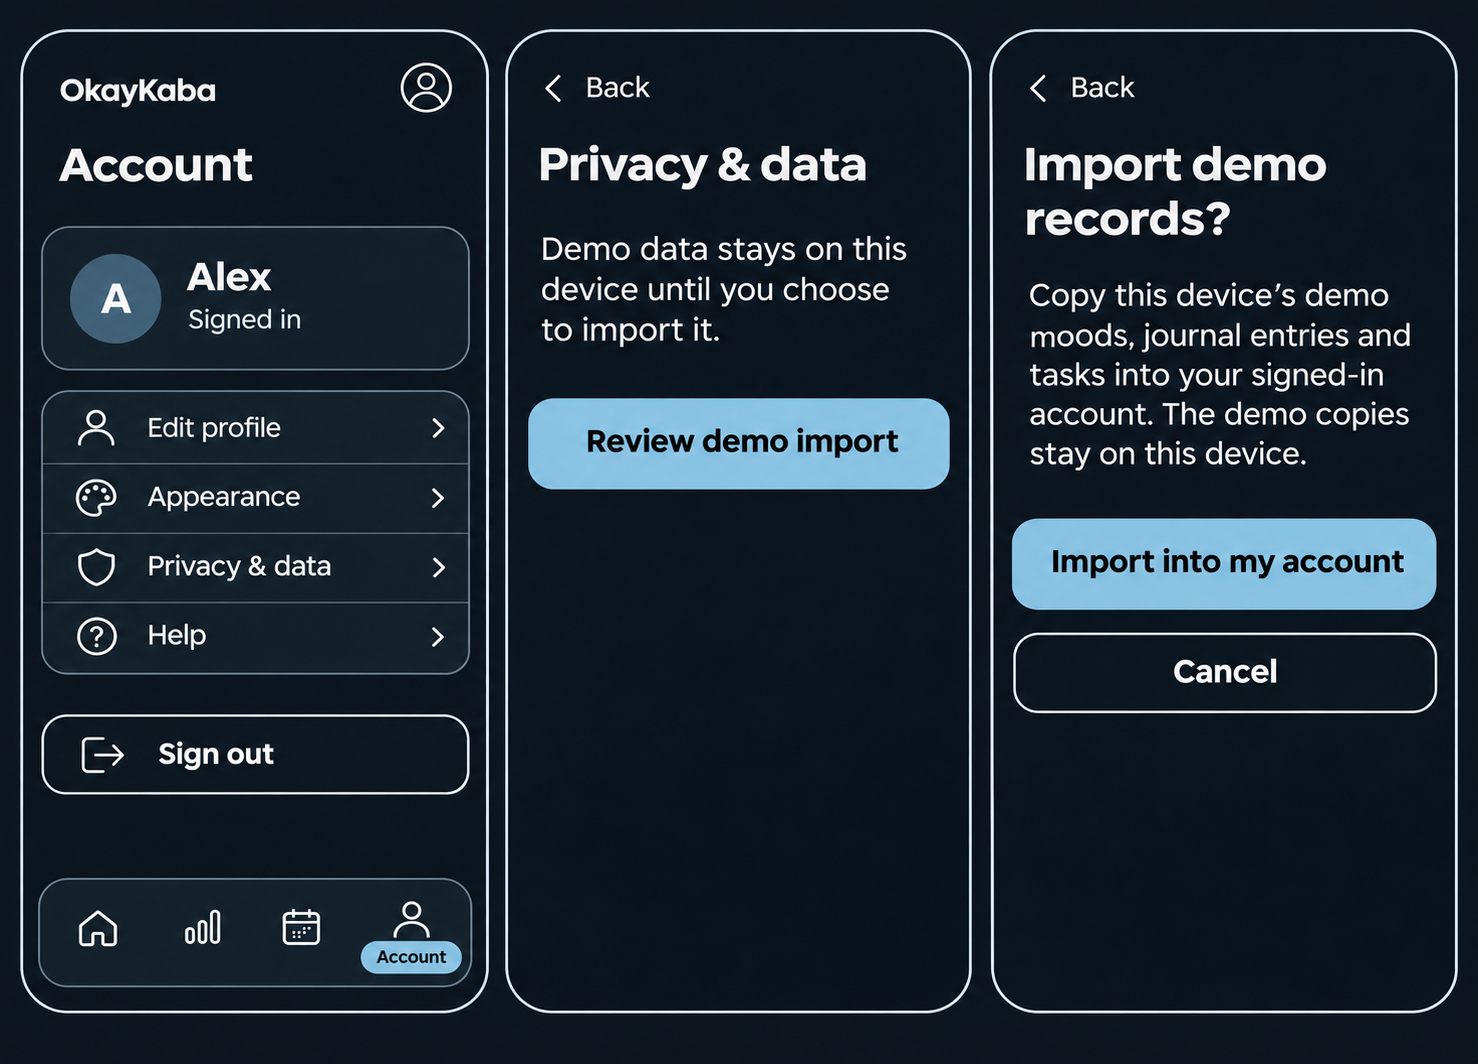 OkayKaba
Account
A
Alex
Signed in
Edit profile
Appearance
Privacy & data
Help
Sign out
Account
Back
Privacy & data
Demo data stays on this
device until you choose
to import it.
Review demo import
Back
Import demo
records?
Copy this device’s demo
moods, journal entries and
tasks into your signed-in
account. The demo copies
stay on this device.
Import into my account
Cancel